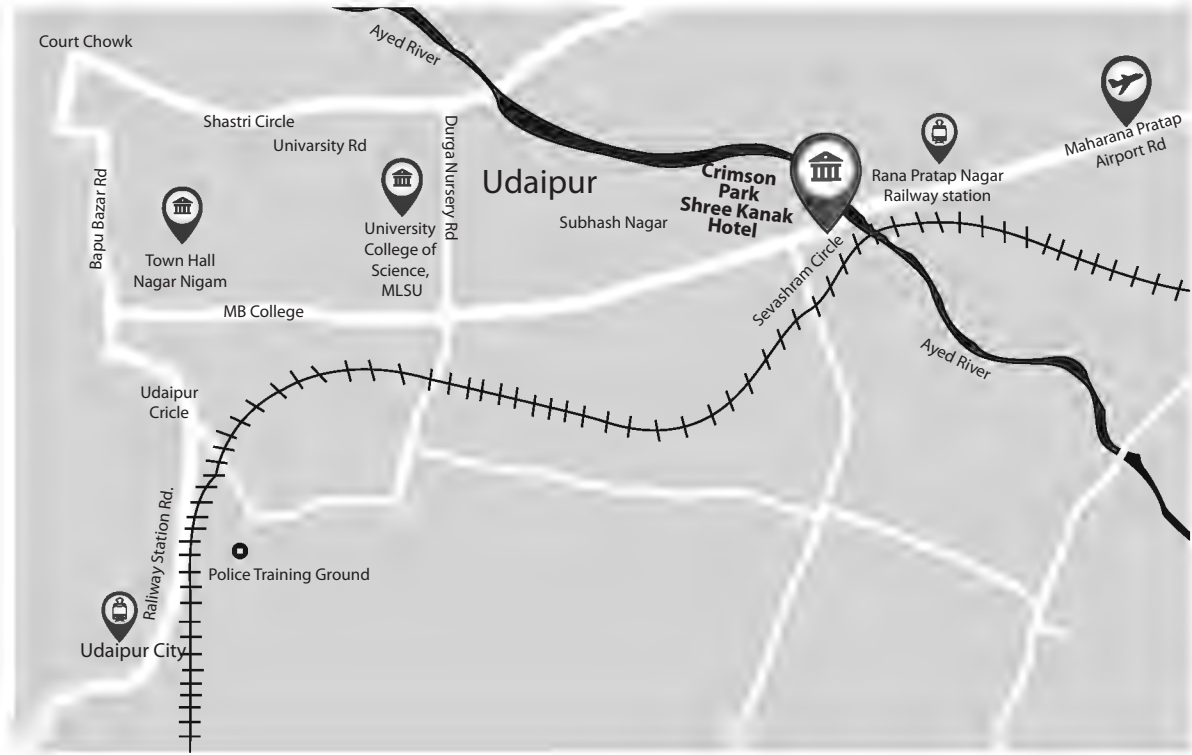 Court Chowk
Ayed River
Shastri Circle
Univarsity Rd
Durga Nursery Rd
Bapu Bazar Rd
Town Hall
Nagar Nigam
University
College of
Science,
MLSU
Udaipur
Subhash Nagar
Crimson
Park
Shree Kanak
Hotel
Rana Pratap Nagar
Railway station
Maharana Pratap
Airport Rd
MB College
Sevashram Circle
Ayed River
Udaipur
Cricle
Raliway Station Rd.
Police Training Ground
Udaipur City